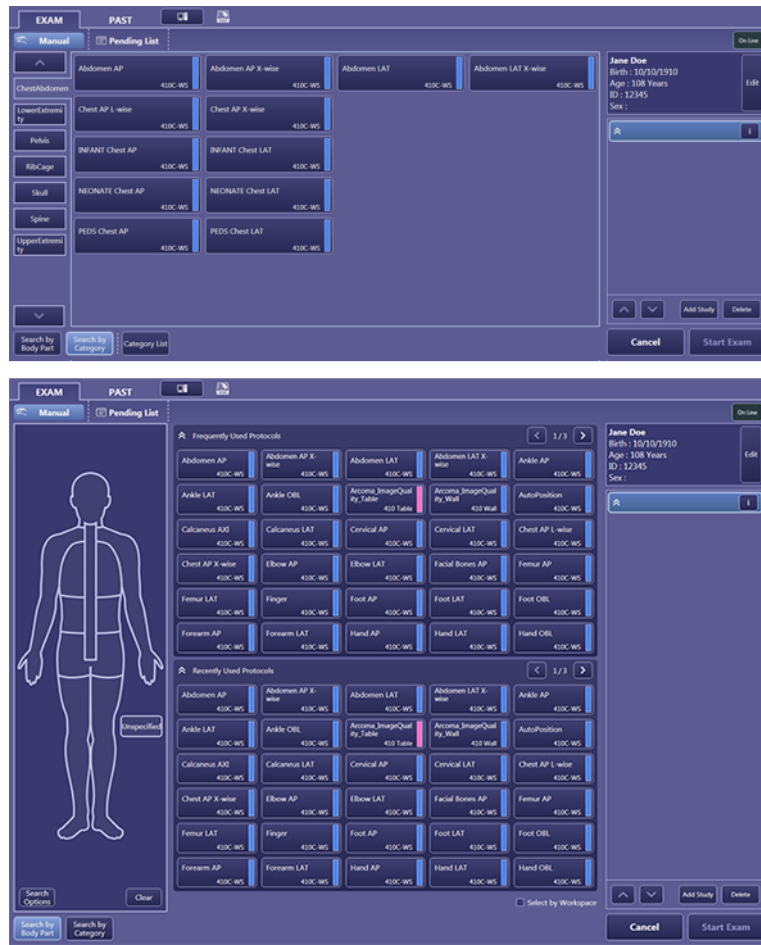 EXAM PAST
Manual Pending List On Line
ChestAbdomen
LowerExtremi
ty
Pelvis
RibCage
Skull
Spine
UpperExtremi
ty
Abdomen AP
410C-WS
Abdomen AP X-wise
410C-WS
Abdomen LAT
410C-WS
Abdomen LAT X-wise
410C-WS
Chest AP L-wise
410C-WS
Chest AP X-wise
410C-WS
INFANT Chest AP
410C-WS
INFANT Chest LAT
410C-WS
NEONATE Chest AP
410C-WS
NEONATE Chest LAT
410C-WS
PEDS Chest AP
410C-WS
PEDS Chest LAT
410C-WS
Jane Doe
Birth : 10/10/1910
Age : 108 Years
ID : 12345
Sex :
Edit
i
Add Study Delete
Search by
Body Part
Search by
Category
Category List
Cancel Start Exam
EXAM PAST
Manual Pending List On Line
Unspecified
Search
Options
Clear
Frequently Used Protocols < 1/3 >
Abdomen AP
410C-WS
Abdomen AP X-
wise
410C-WS
Abdomen LAT
410C-WS
Abdomen LAT X-
wise
410C-WS
Ankle AP
410C-WS
Ankle LAT
410C-WS
Ankle OBL
410C-WS
Arcoma_ImageQual
ity_Table
410 Table
Arcoma_ImageQual
ity_Wall
410 Wall
AutoPosition
410C-WS
Calcaneus AXI
410C-WS
Calcaneus LAT
410C-WS
Cervical AP
410C-WS
Cervical LAT
410C-WS
Chest AP L-wise
410C-WS
Chest AP X-wise
410C-WS
Elbow AP
410C-WS
Elbow LAT
410C-WS
Facial Bones AP
410C-WS
Femur AP
410C-WS
Femur LAT
410C-WS
Finger
410C-WS
Foot AP
410C-WS
Foot LAT
410C-WS
Foot OBL
410C-WS
Forearm AP
410C-WS
Forearm LAT
410C-WS
Hand AP
410C-WS
Hand LAT
410C-WS
Hand OBL
410C-WS
Recently Used Protocols < 1/3 >
Abdomen AP
410C-WS
Abdomen AP X-
wise
410C-WS
Abdomen LAT
410C-WS
Abdomen LAT X-
wise
410C-WS
Ankle AP
410C-WS
Ankle LAT
410C-WS
Ankle OBL
410C-WS
Arcoma_ImageQual
ity_Table
410 Table
Arcoma_ImageQual
ity_Wall
410 Wall
AutoPosition
410C-WS
Calcaneus AXI
410C-WS
Calcaneus LAT
410C-WS
Cervical AP
410C-WS
Cervical LAT
410C-WS
Chest AP L-wise
410C-WS
Chest AP X-wise
410C-WS
Elbow AP
410C-WS
Elbow LAT
410C-WS
Facial Bones AP
410C-WS
Femur AP
410C-WS
Femur LAT
410C-WS
Finger
410C-WS
Foot AP
410C-WS
Foot LAT
410C-WS
Foot OBL
410C-WS
Forearm AP
410C-WS
Forearm LAT
410C-WS
Hand AP
410C-WS
Hand LAT
410C-WS
Hand OBL
410C-WS
Select by Workspace
Jane Doe
Birth : 10/10/1910
Age : 108 Years
ID : 12345
Sex :
Edit
i
Add Study Delete
Search by
Body Part
Search by
Category
Cancel Start Exam